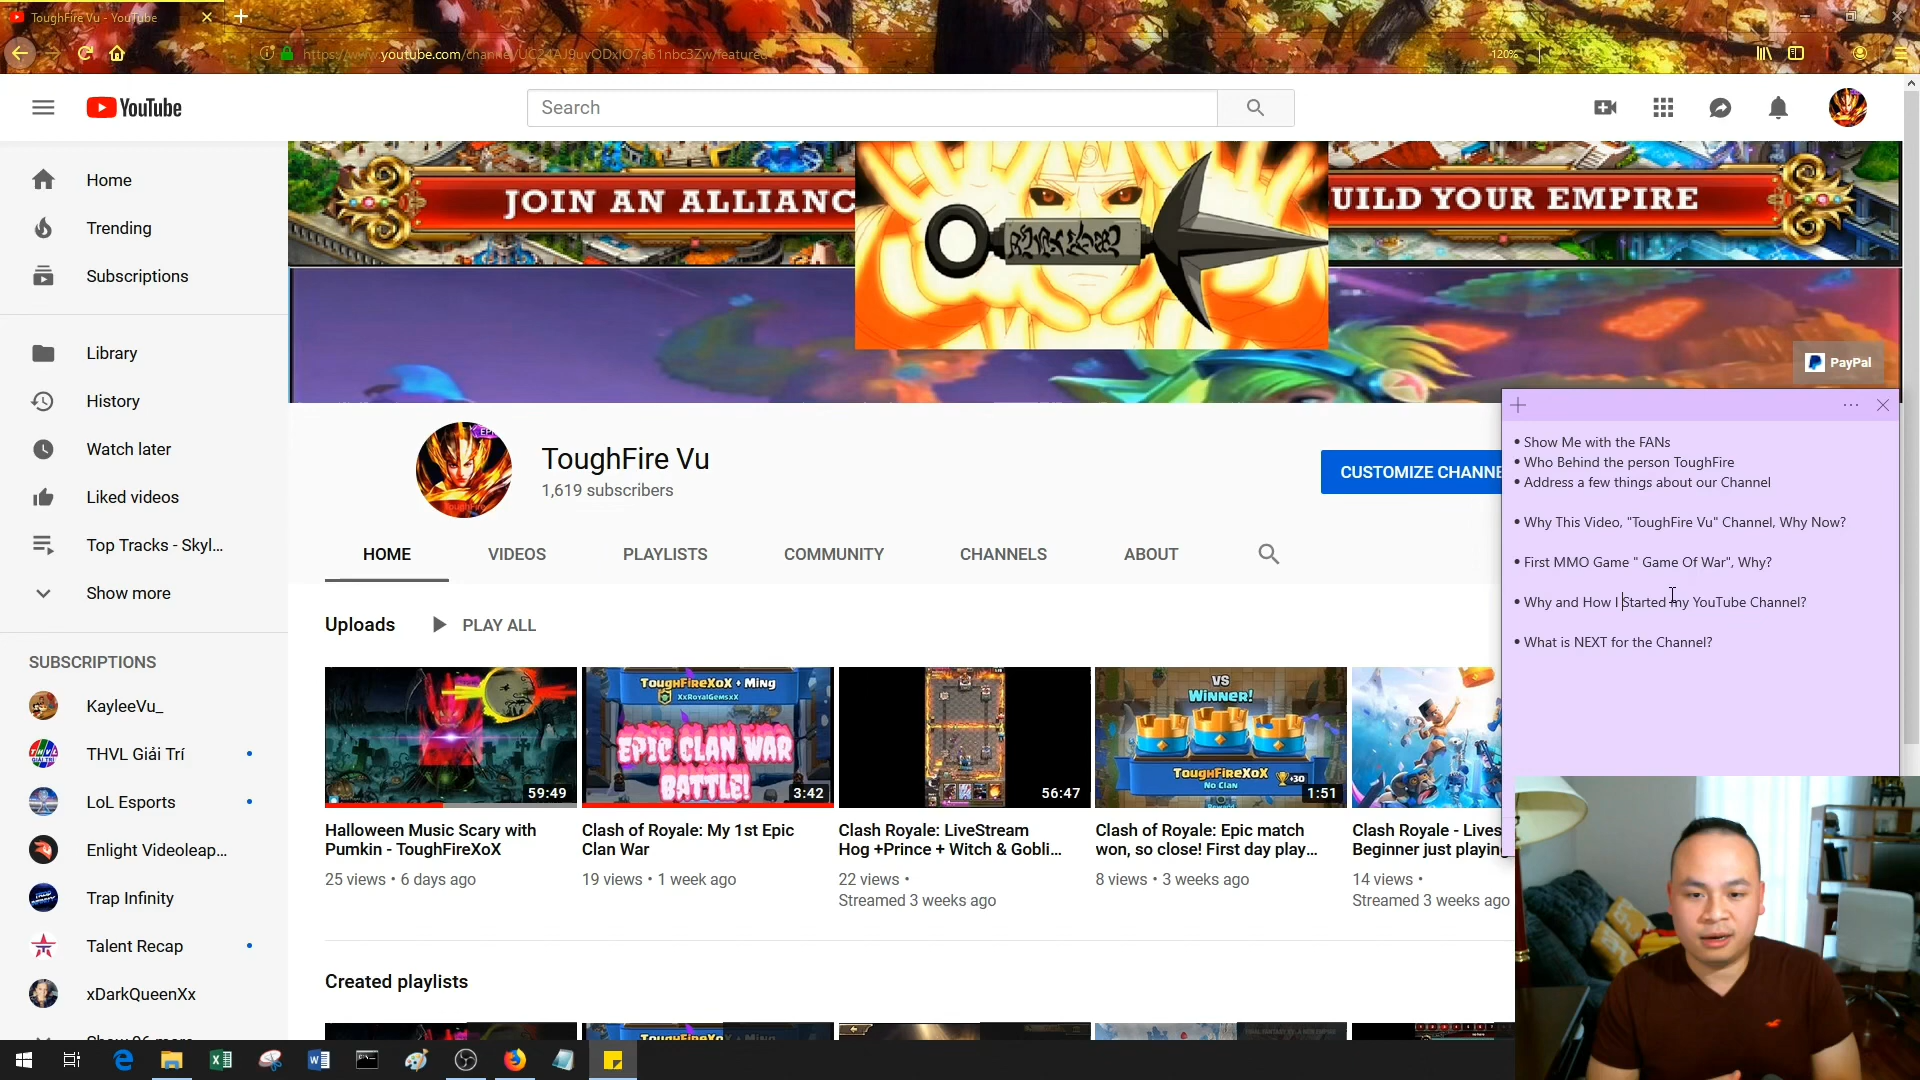 ToughFire Vu - YouTube
https://www.youtube.com/channel/UC24AJ9uvODxIO7a61nbc3Zw/featured
120%
YouTube
Search
Home
Trending
Subscriptions
Library
History
Watch later
Liked videos
Top Tracks - Skyl...
Show more
SUBSCRIPTIONS
KayleeVu_
THVL Giải Trí
LoL Esports
Enlight Videoleap...
Trap Infinity
Talent Recap
xDarkQueenXx
JOIN AN ALLIANC
UILD YOUR EMPIRE
PayPal
ToughFire Vu
1,619 subscribers
CUSTOMIZE CHANNE
HOME VIDEOS PLAYLISTS COMMUNITY CHANNELS ABOUT
Uploads PLAY ALL
59:49
ToughFireXoX + Ming
XxRoyalGemsxX
EPIC CLAN WAR
BATTLE!
3:42
56:47
VS
WINNER!
ToughFireXoX +30
No Clan
1:51
Halloween Music Scary with
Pumkin - ToughFireXoX
25 views • 6 days ago
Clash of Royale: My 1st Epic
Clan War
19 views • 1 week ago
Clash Royale: LiveStream
Hog +Prince + Witch & Gobli...
22 views •
Streamed 3 weeks ago
Clash of Royale: Epic match
won, so close! First day play...
8 views • 3 weeks ago
Clash Royale - Lives
Beginner just playing
14 views •
Streamed 3 weeks ago
Created playlists
• Show Me with the FANs
• Who Behind the person ToughFire
• Address a few things about our Channel
• Why This Video, "ToughFire Vu" Channel, Why Now?
• First MMO Game " Game Of War", Why?
• Why and How I Started my YouTube Channel?
• What is NEXT for the Channel?